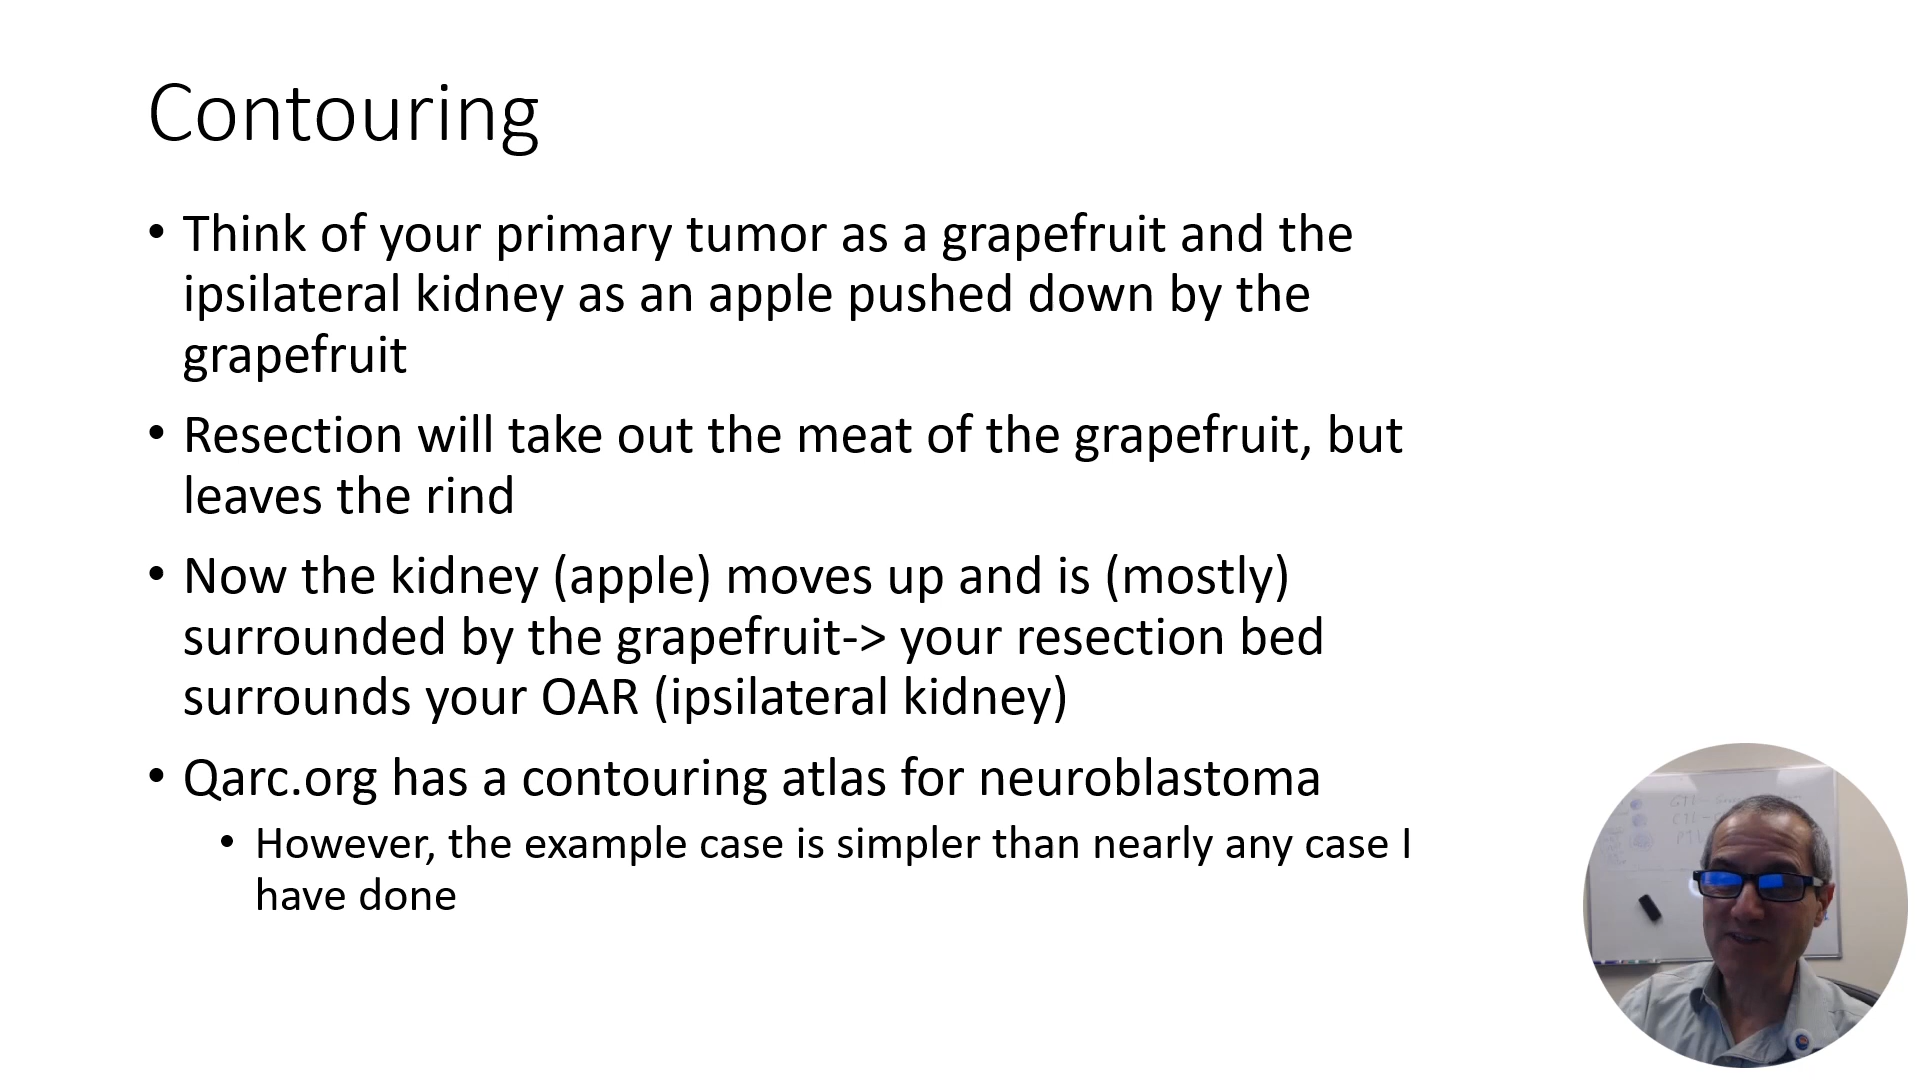 Contouring
• Think of your primary tumor as a grapefruit and the
ipsilateral kidney as an apple pushed down by the
grapefruit
• Resection will take out the meat of the grapefruit, but
leaves the rind
• Now the kidney (apple) moves up and is (mostly)
surrounded by the grapefruit-> your resection bed
surrounds your OAR (ipsilateral kidney)
• Qarc.org has a contouring atlas for neuroblastoma
• However, the example case is simpler than nearly any case I
have done